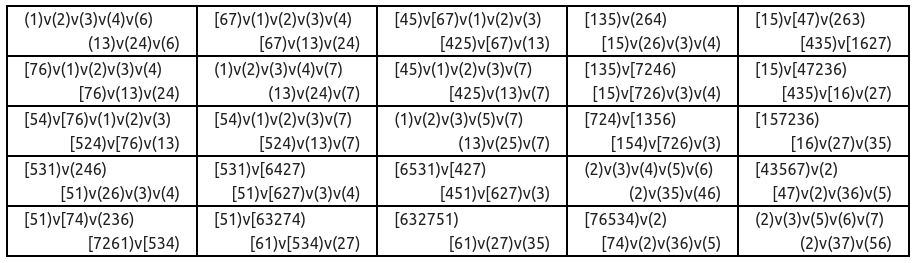 (1)v(2)v(3)v(4)v(6) [67)v(1)v(2)v(3)v(4) [45)v[67)v(1)v(2)v(3) [135)v(264) [15)v[47)v(263)
(13)v(24)v(6) [67)v(13)v(24) [425)v[67)v(13) [15)v(26)v(3)v(4) [435)v[1627)
[76)v(1)v(2)v(3)v(4) (1)v(2)v(3)v(4)v(7) [45)v(1)v(2)v(3)v(7) [135)v[7246) [15)v[47236)
[76)v(13)v(24) (13)v(24)v(7) [425)v(13)v(7) [15)v[726)v(3)v(4) [435)v[16)v(27)
[54)v[76)v(1)v(2)v(3) [54)v(1)v(2)v(3)v(7) (1)v(2)v(3)v(5)v(7) [724)v[1356) [157236)
[524)v[76)v(13) [524)v(13)v(7) (13)v(25)v(7) [154)v[726)v(3) [16)v(27)v(35)
[531)v(246) [531)v[6427) [6531)v[427) (2)v(3)v(4)v(5)v(6) [43567)v(2)
[51)v(26)v(3)v(4) [51)v[627)v(3)v(4) [451)v[627)v(3) (2)v(35)v(46) [47)v(2)v(36)v(5)
[51)v[74)v(236) [51)v[63274) [632751) [76534)v(2) (2)v(3)v(5)v(6)v(7)
[7261)v[534) [61)v[534)v(27) [61)v(27)v(35) [74)v(2)v(36)v(5) (2)v(37)v(56)